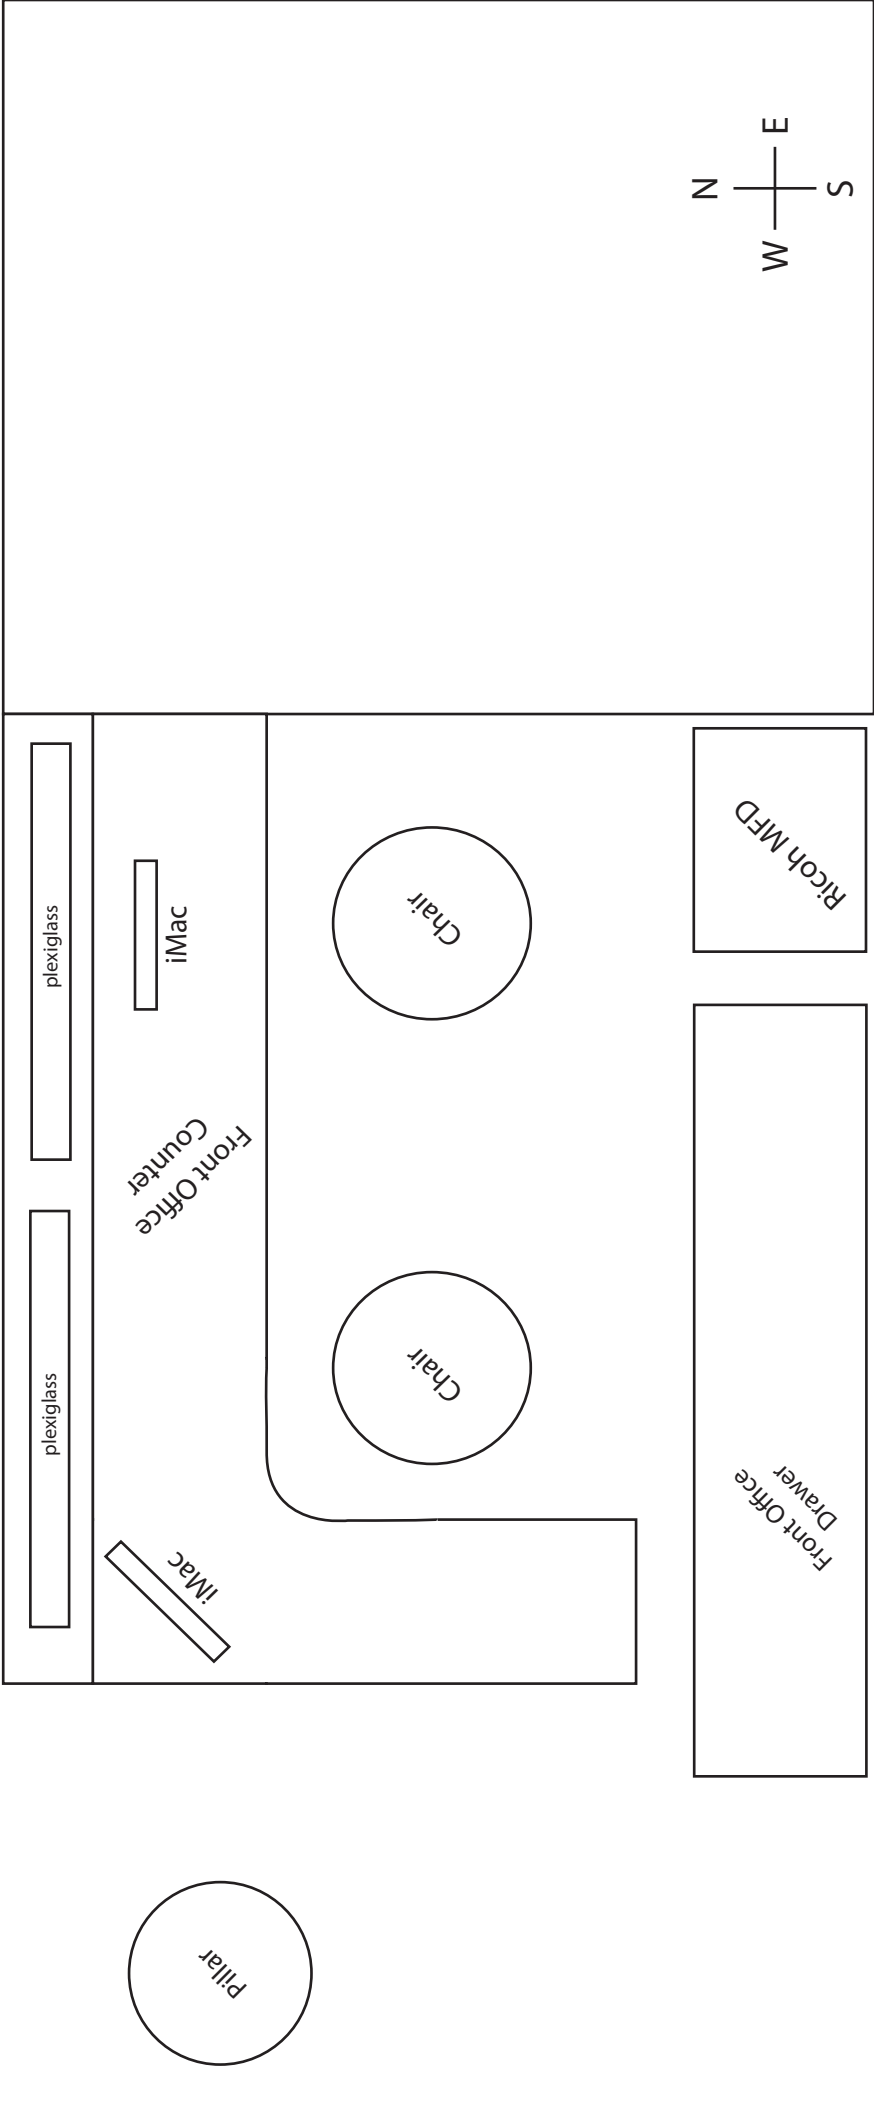 E
N
S
W
plexiglass
iMac
Chair
Ricoh MFD
Front Office
Counter
plexiglass
iMac
Chair
Front Office
Drawer
Pillar